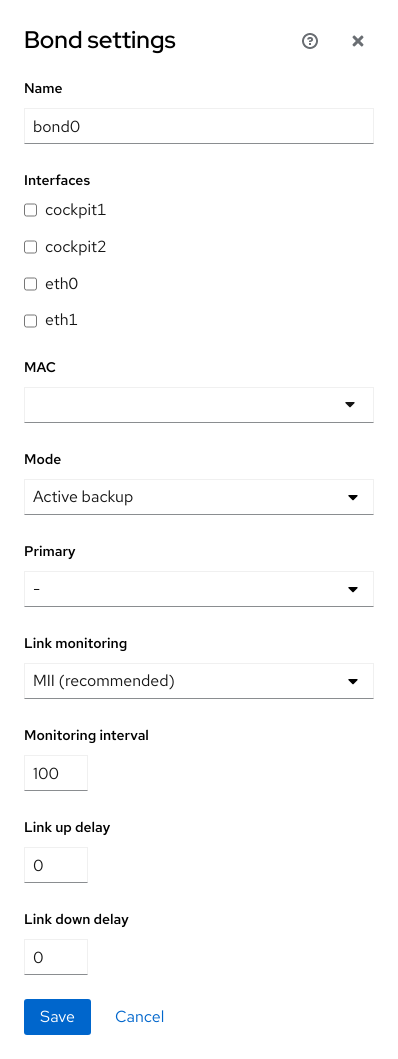 Bond settings
Name
bond0
Interfaces
cockpit1
cockpit2
eth0
eth1
MAC
Mode
Active backup
Primary
-
Link monitoring
MII (recommended)
Monitoring interval
100
Link up delay
0
Link down delay
0
Save Cancel